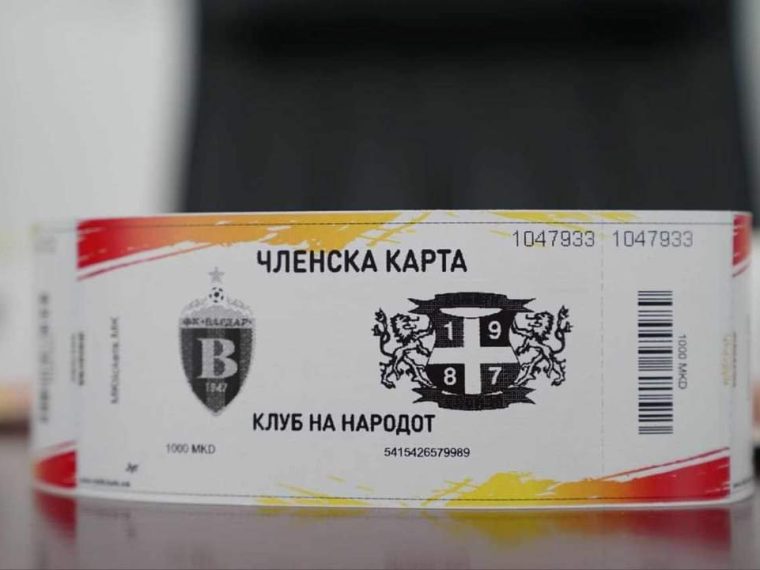 1047933 1047933
ЧЛЕНСКА КАРТА
ФК•ВАРДАР
В
1947
1 9
8 7
1000 MKD
КЛУБ НА НАРОДОТ
1000 MKD
5415426579989